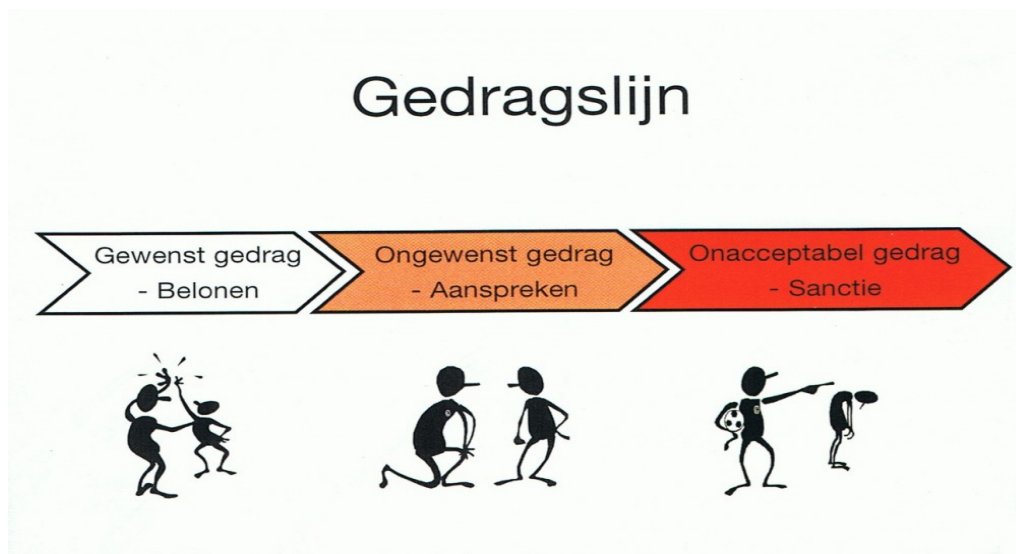 Gedragslijn
Gewenst gedrag
- Belonen
Ongewenst gedrag
- Aanspreken
Onacceptabel gedrag
- Sanctie